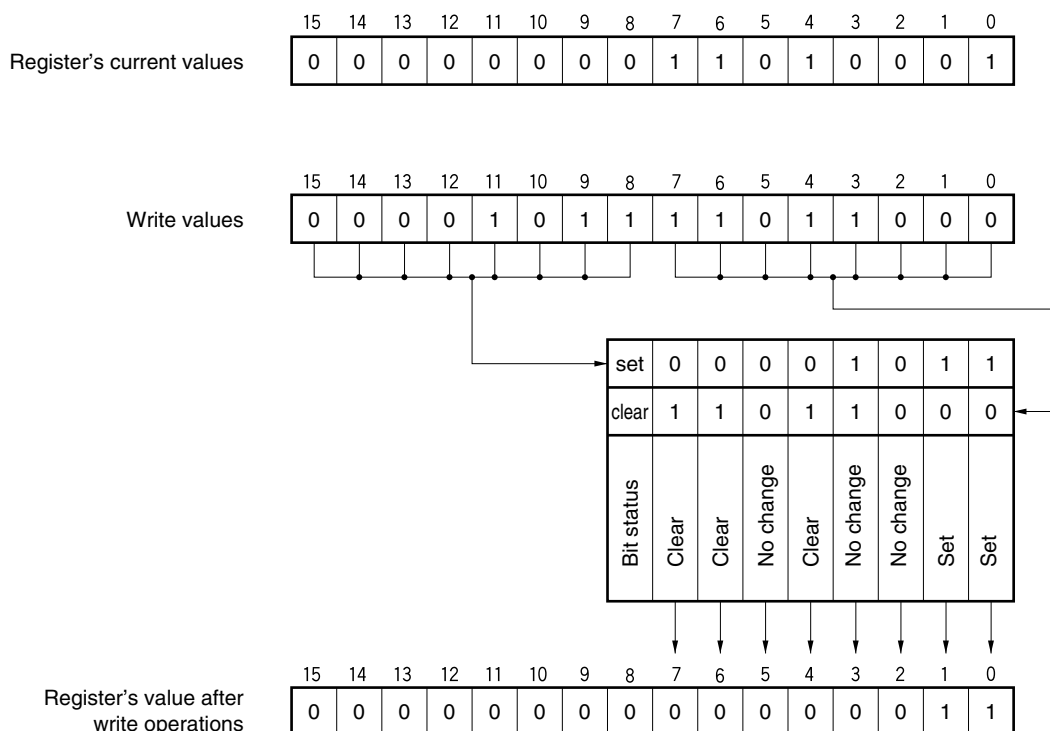 15 14 13 12 11 10 9 8 7 6 5 4 3 2 1 0
Register's current values 0 0 0 0 0 0 0 0 1 1 0 1 0 0 0 1
15 14 13 12 11 10 9 8 7 6 5 4 3 2 1 0
Write values 0 0 0 0 1 0 1 1 1 1 0 1 1 0 0 0
set 0 0 0 0 1 0 1 1
clear 1 1 0 1 1 0 0 0
Bit status Clear Clear No change Clear No change No change Set Set
15 14 13 12 11 10 9 8 7 6 5 4 3 2 1 0
Register's value after
write operations 0 0 0 0 0 0 0 0 0 0 0 0 0 0 1 1